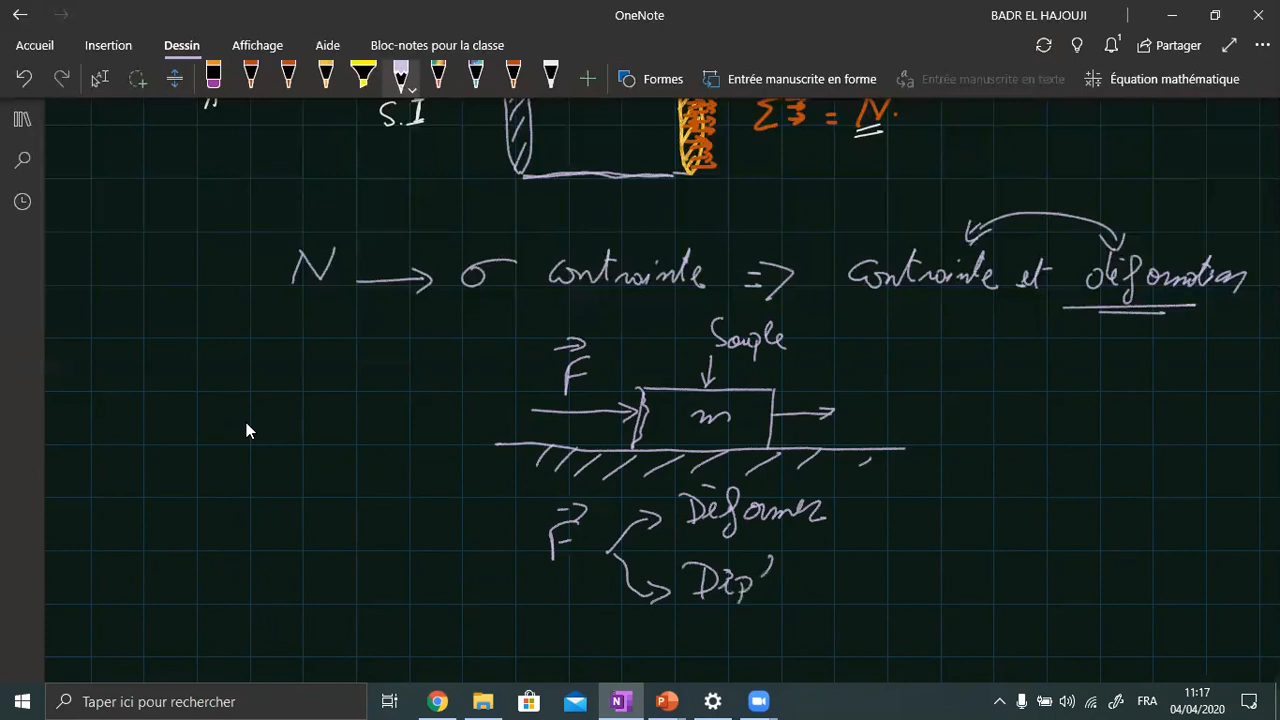 OneNote
BADR EL HAJOUJI
Accueil Insertion Dessin Affichage Aide Bloc-notes pour la classe Partager
Formes Entrée manuscrite en forme Entrée manuscrite en texte Équation mathématique
S.I
Σ = N.
N → σ contrainte => Contrainte et déformation
Souple
F
m
F
Déformer
Dép'
Taper ici pour rechercher
FRA
11:17
04/04/2020